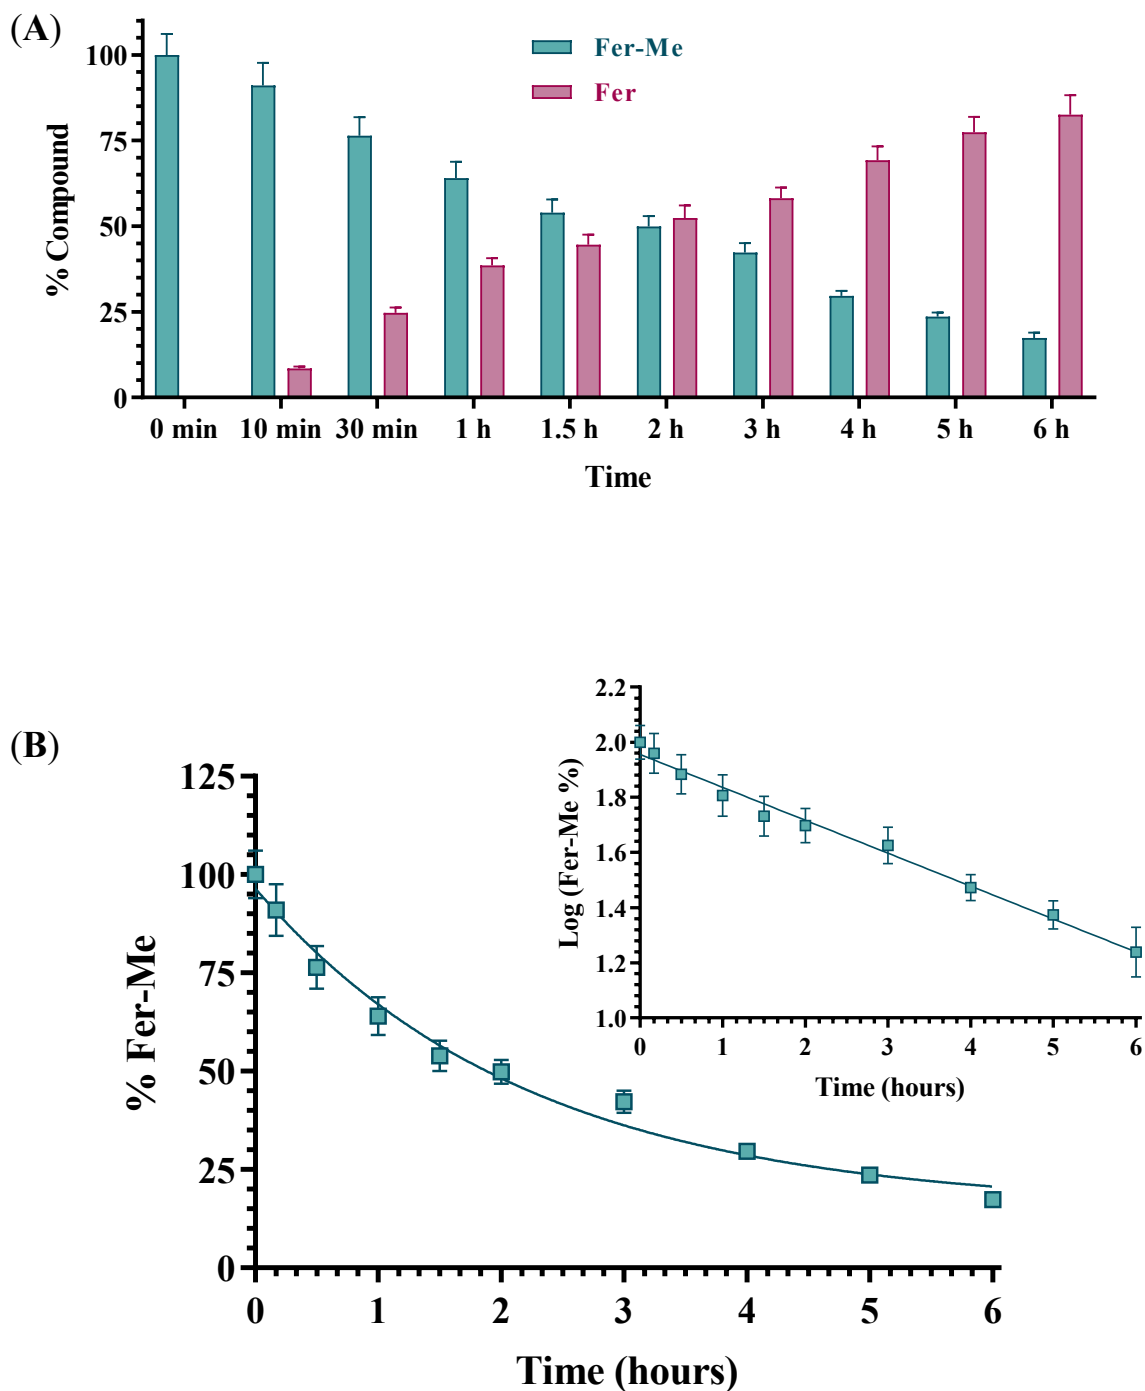 (A)
% Compound
100
75
50
25
0
Fer-Me
Fer
0 min 10 min 30 min 1 h 1.5 h 2 h 3 h 4 h 5 h 6 h
Time
(B)
% Fer-Me
125
100
75
50
25
0
0 1 2 3 4 5 6
Time (hours)
Log (Fer-Me %)
2.2
2.0
1.8
1.6
1.4
1.2
1.0
0 1 2 3 4 5 6
Time (hours)